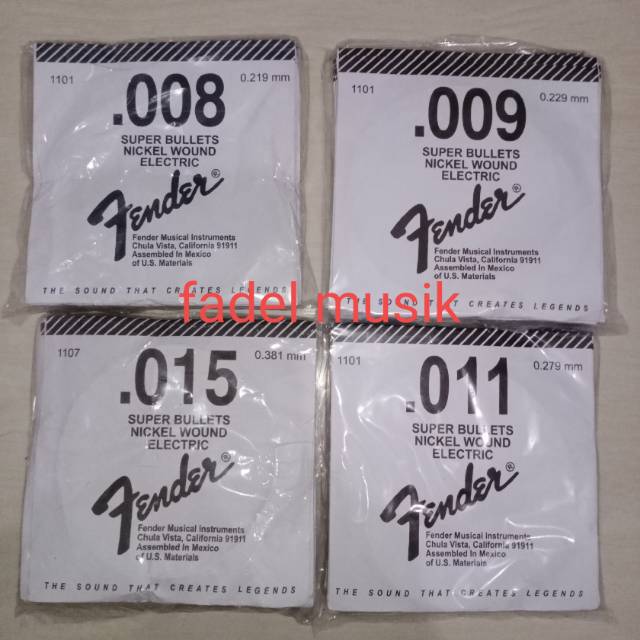 1101
.008
0.219 mm
SUPER BULLETS
NICKEL WOUND
ELECTRIC
Fender®
Fender Musical Instruments
Chula Vista, California 91911
Assembled In Mexico
of U.S. Materials
THE SOUND THAT CREATES LEGENDS
1101
.009
0.229 mm
SUPER BULLETS
NICKEL WOUND
ELECTRIC
Fender®
Fender Musical Instruments
Chula Vista, California 91911
Assembled In Mexico
of U.S. Materials
THE SOUND THAT CREATES LEGENDS
fadel musik
1107
.015
0.381 mm
SUPER BULLETS
NICKEL WOUND
ELECTRIC
Fender®
Fender Musical Instruments
Chula Vista, California 91911
Assembled In Mexico
of U.S. Materials
THE SOUND THAT CREATES LEGENDS
1101
.011
0.279 mm
SUPER BULLETS
NICKEL WOUND
ELECTRIC
Fender®
Fender Musical Instruments
Chula Vista, California 91911
Assembled In Mexico
of U.S. Materials
THE SOUND THAT CREATES LEGENDS